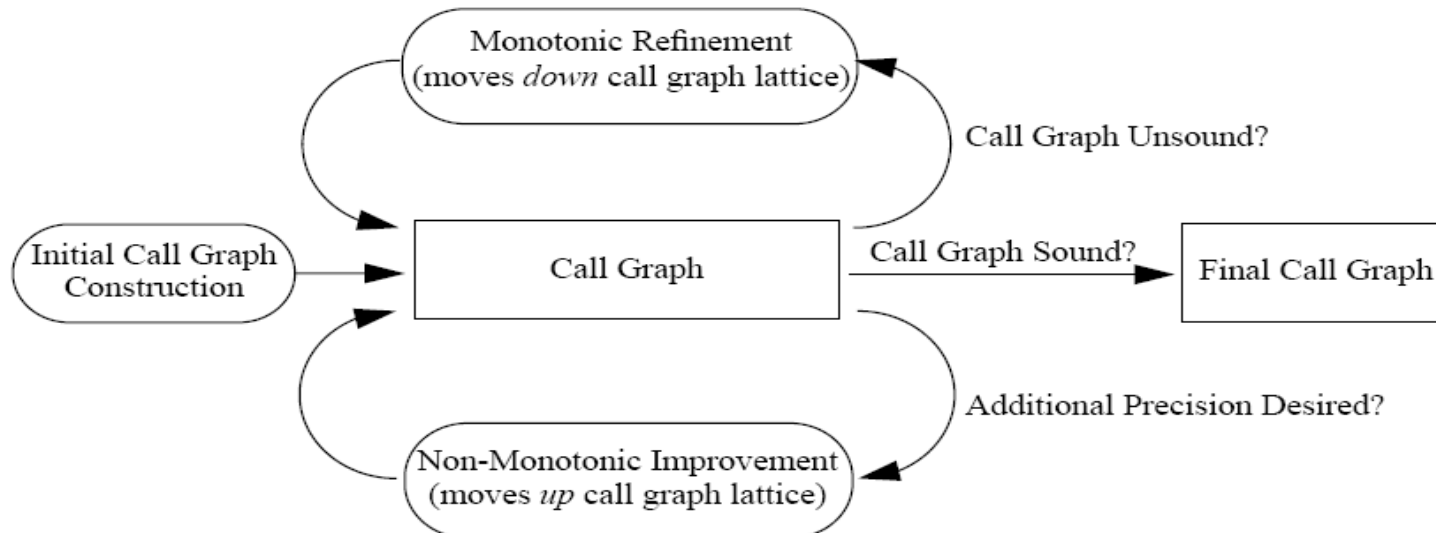 Monotonic Refinement
(moves down call graph lattice)
Call Graph Unsound?
Initial Call Graph
Construction
Call Graph
Call Graph Sound?
Final Call Graph
Additional Precision Desired?
Non-Monotonic Improvement
(moves up call graph lattice)